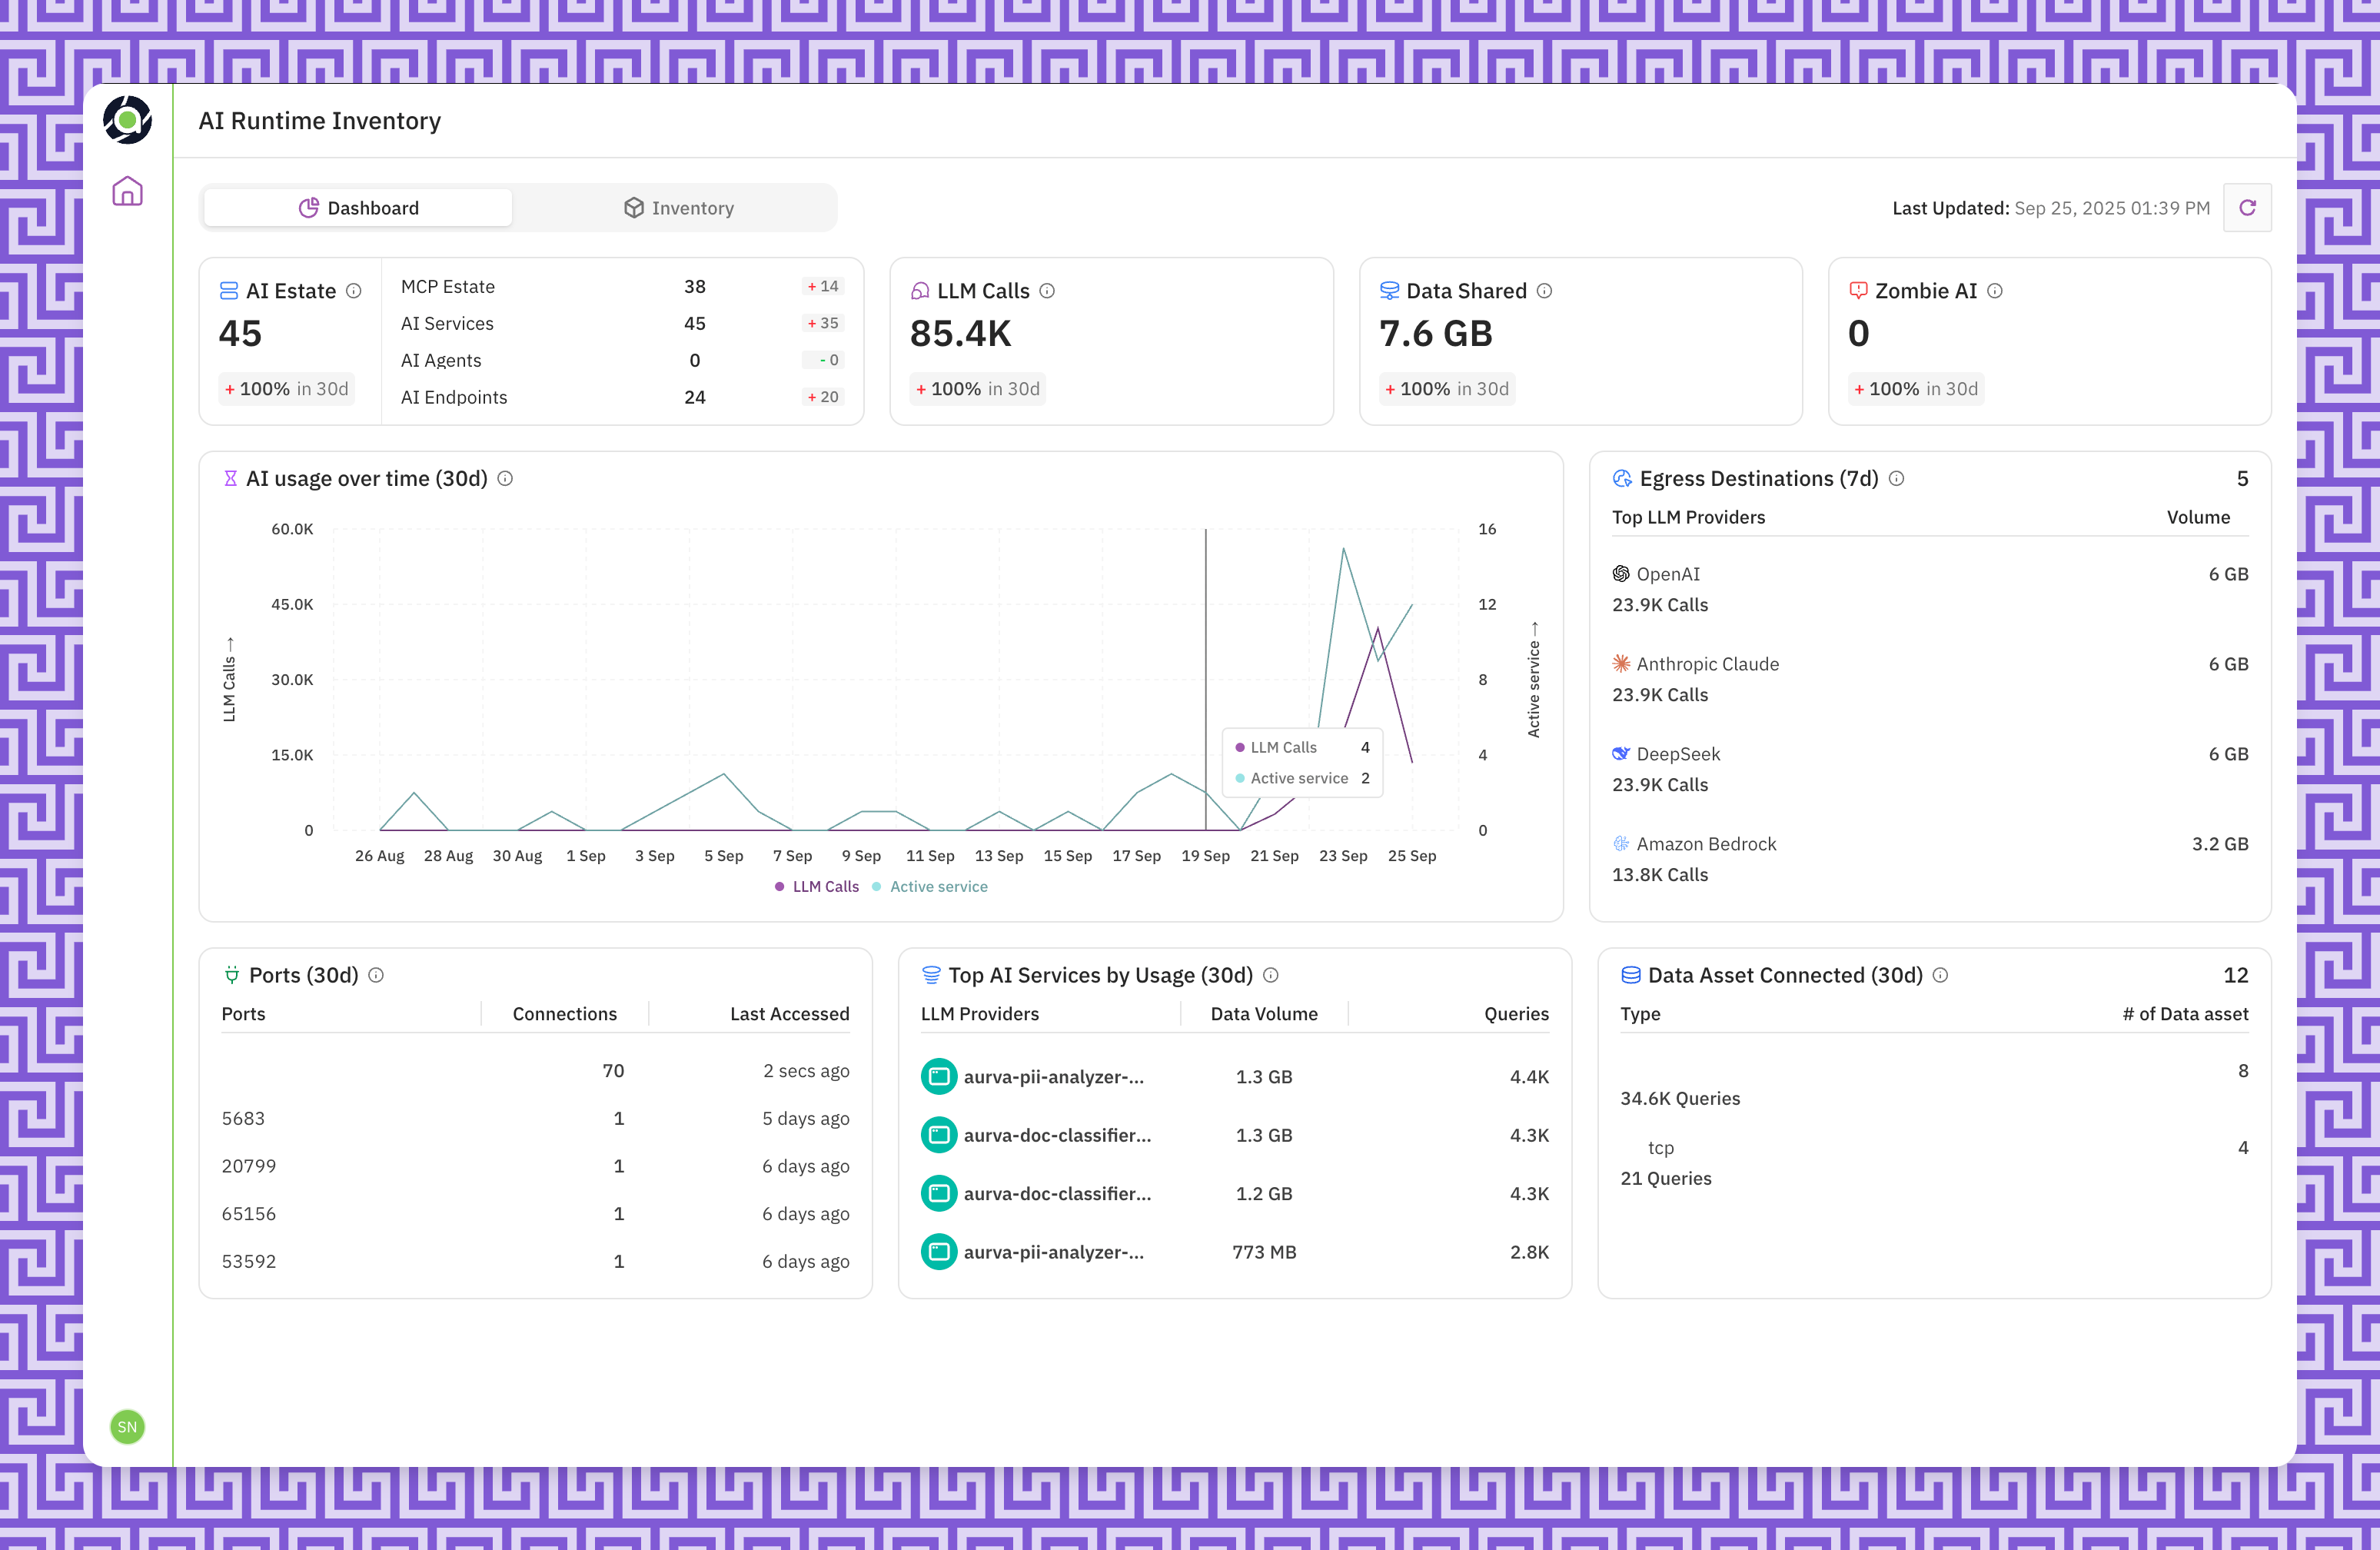 AI Runtime Inventory
Dashboard
Inventory
Last Updated: Sep 25, 2025 01:39 PM
AI Estate
45
+ 100% in 30d
MCP Estate 38 + 14
AI Services 45 + 35
AI Agents 0 - 0
AI Endpoints 24 + 20
LLM Calls
85.4K
+ 100% in 30d
Data Shared
7.6 GB
+ 100% in 30d
Zombie AI
0
+ 100% in 30d
AI usage over time (30d)
60.0K
45.0K
30.0K
15.0K
0
LLM Calls →
16
12
8
4
0
Active service →
LLM Calls 4
Active service 2
26 Aug 28 Aug 30 Aug 1 Sep 3 Sep 5 Sep 7 Sep 9 Sep 11 Sep 13 Sep 15 Sep 17 Sep 19 Sep 21 Sep 23 Sep 25 Sep
LLM Calls Active service
Egress Destinations (7d) 5
Top LLM Providers Volume
OpenAI 6 GB
23.9K Calls
Anthropic Claude 6 GB
23.9K Calls
DeepSeek 6 GB
23.9K Calls
Amazon Bedrock 3.2 GB
13.8K Calls
Ports (30d)
Ports Connections Last Accessed
70 2 secs ago
5683 1 5 days ago
20799 1 6 days ago
65156 1 6 days ago
53592 1 6 days ago
Top AI Services by Usage (30d)
LLM Providers Data Volume Queries
aurva-pii-analyzer-... 1.3 GB 4.4K
aurva-doc-classifier... 1.3 GB 4.3K
aurva-doc-classifier... 1.2 GB 4.3K
aurva-pii-analyzer-... 773 MB 2.8K
Data Asset Connected (30d) 12
Type # of Data asset
8
34.6K Queries
tcp 4
21 Queries
SN